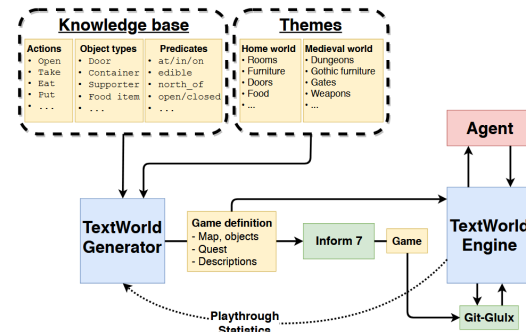 Knowledge base
Themes
Actions
• Open
• Take
• Eat
• Put
• ...
Object types
• Door
• Container
• Supporter
• Food item
• ...
Predicates
• at/in/on
• edible
• north_of
• open/closed
• ...
Home world
• Rooms
• Furniture
• Doors
• Food
• ...
Medieval world
• Dungeons
• Gothic furniture
• Gates
• Weapons
• ...
Agent
TextWorld
Generator
Game definition
- Map, objects
- Quest
- Descriptions
Inform 7
Game
TextWorld
Engine
Playthrough
Statistics
Git-Glulx